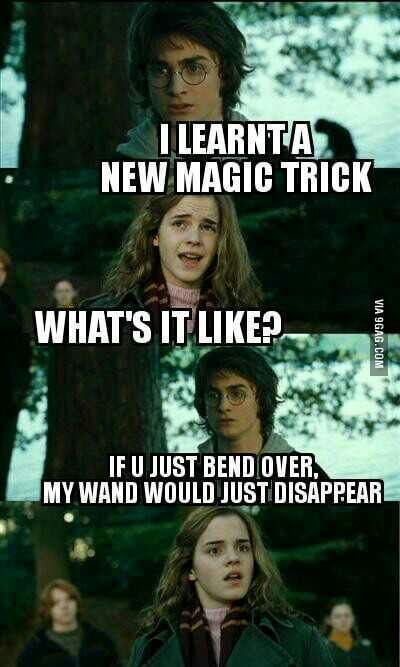 I LEARNT A
NEW MAGIC TRICK
WHAT'S IT LIKE?
VIA 9GAG.COM
IF U JUST BEND OVER,
MY WAND WOULD JUST DISAPPEAR